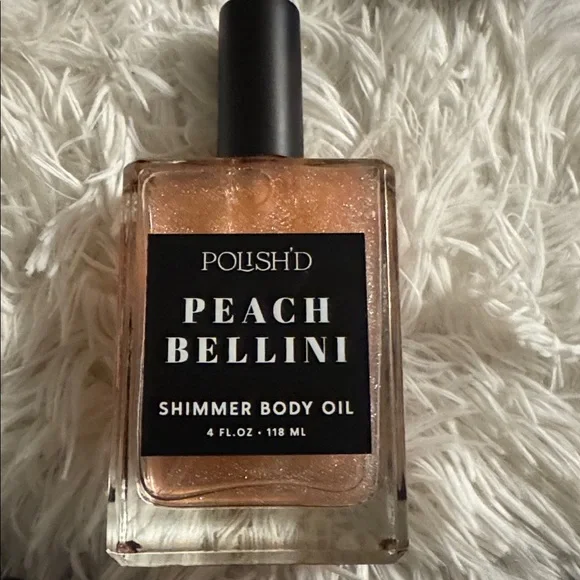 POLISH'D
PEACH
BELLINI
SHIMMER BODY OIL
4 FL.OZ • 118 ML